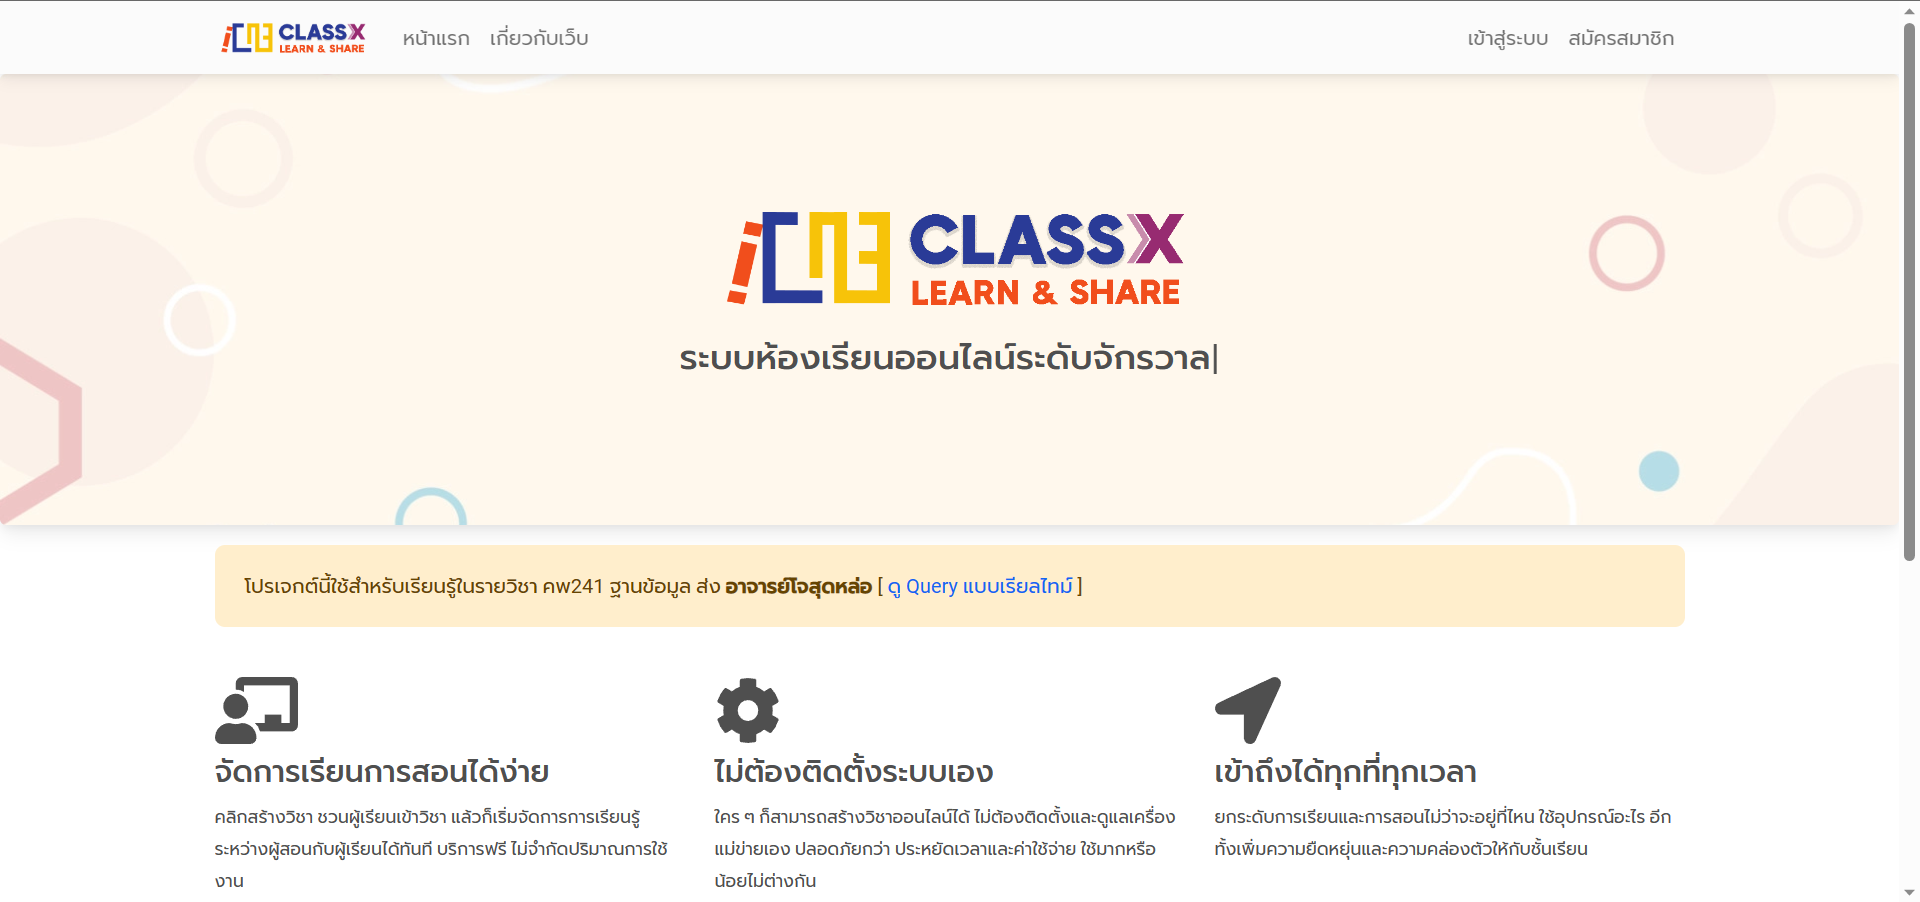 CLASSX
LEARN & SHARE
หน้าแรก เกี่ยวกับเว็บ
เข้าสู่ระบบ สมัครสมาชิก
CLASSX
LEARN & SHARE
ระบบห้องเรียนออนไลน์ระดับจักรวาล|
โปรเจกต์นี้ใช้สำหรับเรียนรู้ในรายวิชา คพ241 ฐานข้อมูล ส่ง อาจารย์โจสุดหล่อ [ ดู Query แบบเรียลไทม์ ]
จัดการเรียนการสอนได้ง่าย
คลิกสร้างวิชา ชวนผู้เรียนเข้าวิชา แล้วก็เริ่มจัดการการเรียนรู้
ระหว่างผู้สอนกับผู้เรียนได้ทันที บริการฟรี ไม่จำกัดปริมาณการใช้
งาน
ไม่ต้องติดตั้งระบบเอง
ใคร ๆ ก็สามารถสร้างวิชาออนไลน์ได้ ไม่ต้องติดตั้งและดูแลเครื่อง
แม่ข่ายเอง ปลอดภัยกว่า ประหยัดเวลาและค่าใช้จ่าย ใช้มากหรือ
น้อยไม่ต่างกัน
เข้าถึงได้ทุกที่ทุกเวลา
ยกระดับการเรียนและการสอนไม่ว่าจะอยู่ที่ไหน ใช้อุปกรณ์อะไร อีก
ทั้งเพิ่มความยืดหยุ่นและความคล่องตัวให้กับชั้นเรียน